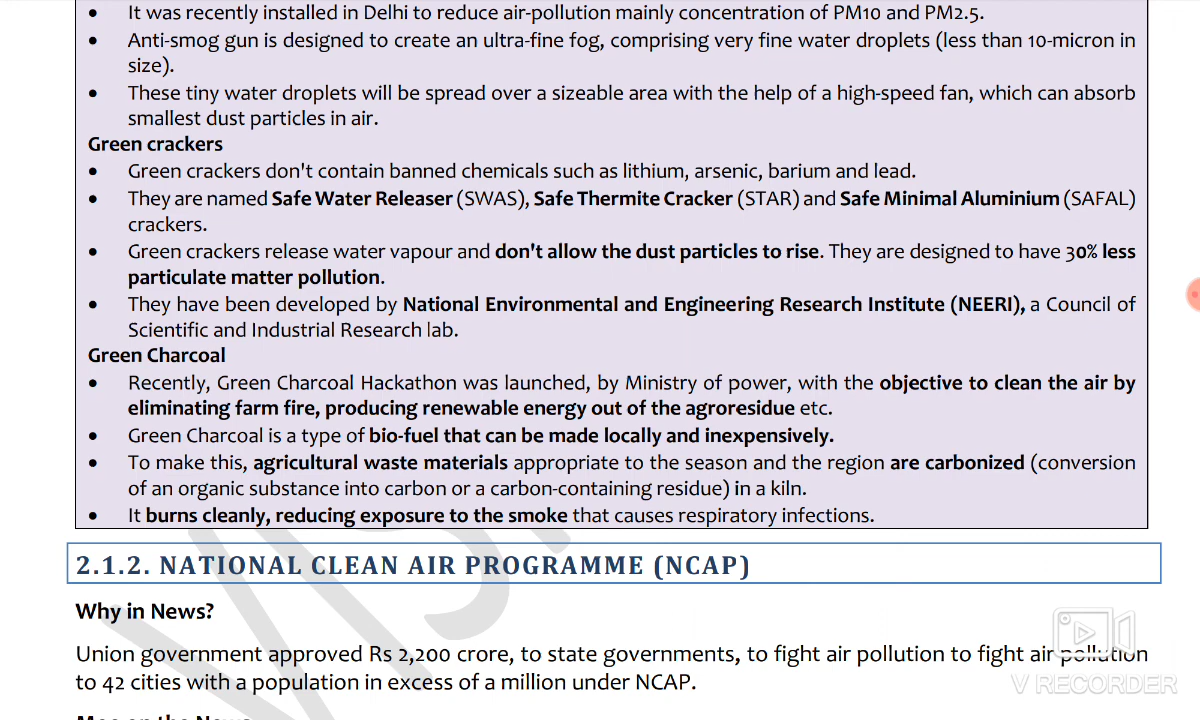 • It was recently installed in Delhi to reduce air-pollution mainly concentration of PM10 and PM2.5.
• Anti-smog gun is designed to create an ultra-fine fog, comprising very fine water droplets (less than 10-micron in
size).
• These tiny water droplets will be spread over a sizeable area with the help of a high-speed fan, which can absorb
smallest dust particles in air.
Green crackers
• Green crackers don't contain banned chemicals such as lithium, arsenic, barium and lead.
• They are named Safe Water Releaser (SWAS), Safe Thermite Cracker (STAR) and Safe Minimal Aluminium (SAFAL)
crackers.
• Green crackers release water vapour and don't allow the dust particles to rise. They are designed to have 30% less
particulate matter pollution.
• They have been developed by National Environmental and Engineering Research Institute (NEERI), a Council of
Scientific and Industrial Research lab.
Green Charcoal
• Recently, Green Charcoal Hackathon was launched, by Ministry of power, with the objective to clean the air by
eliminating farm fire, producing renewable energy out of the agroresidue etc.
• Green Charcoal is a type of bio-fuel that can be made locally and inexpensively.
• To make this, agricultural waste materials appropriate to the season and the region are carbonized (conversion
of an organic substance into carbon or a carbon-containing residue) in a kiln.
• It burns cleanly, reducing exposure to the smoke that causes respiratory infections.
2.1.2. NATIONAL CLEAN AIR PROGRAMME (NCAP)
Why in News?
Union government approved Rs 2,200 crore, to state governments, to fight air pollution to fight air pollution
to 42 cities with a population in excess of a million under NCAP.
V RECORDER